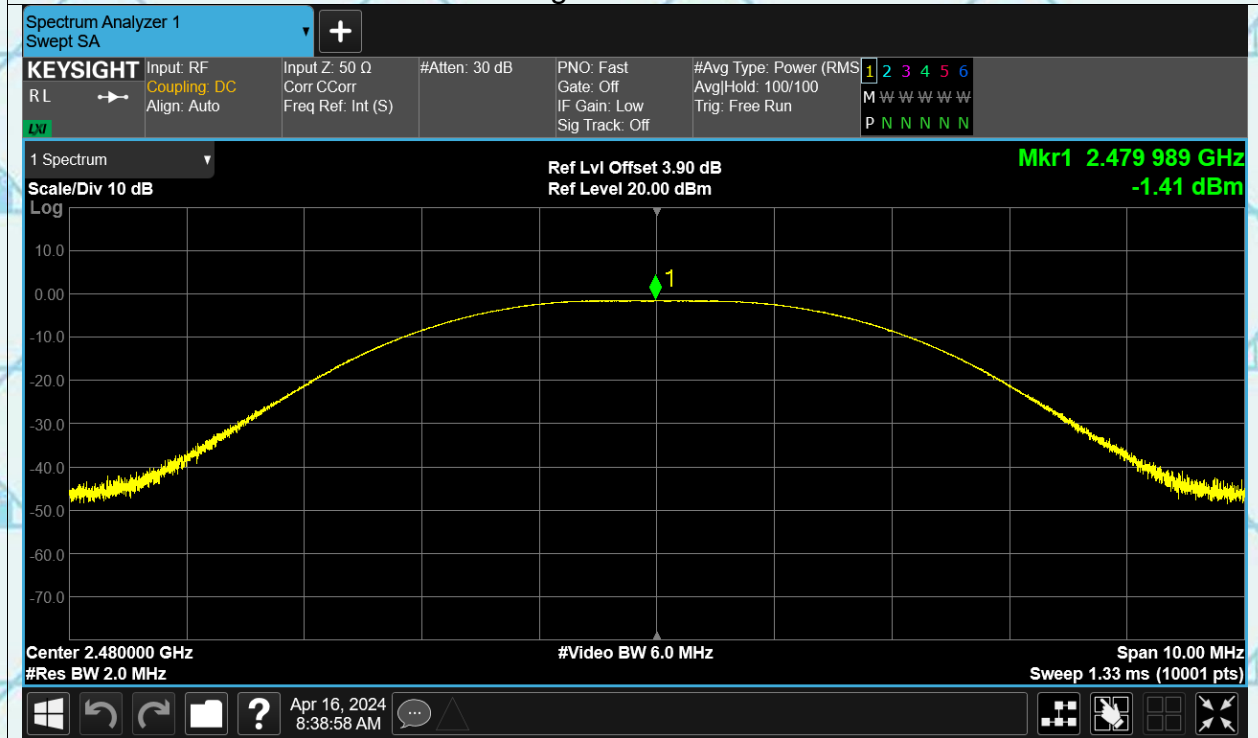 Spectrum Analyzer 1
Swept SA
KEYSIGHT
R L
LXI
Input: RF
Coupling: DC
Align: Auto
Input Z: 50 Ω
Corr CCorr
Freq Ref: Int (S)
#Atten: 30 dB
PNO: Fast
Gate: Off
IF Gain: Low
Sig Track: Off
#Avg Type: Power (RMS
Avg|Hold: 100/100
Trig: Free Run
1 2 3 4 5 6
M W W W W W
P N N N N N
1 Spectrum
Scale/Div 10 dB
Log
Ref Lvl Offset 3.90 dB
Ref Level 20.00 dBm
Mkr1 2.479 989 GHz
-1.41 dBm
1
10.0
0.00
-10.0
-20.0
-30.0
-40.0
-50.0
-60.0
-70.0
Center 2.480000 GHz
#Res BW 2.0 MHz
#Video BW 6.0 MHz
Span 10.00 MHz
Sweep 1.33 ms (10001 pts)
?
Apr 16, 2024
8:38:58 AM